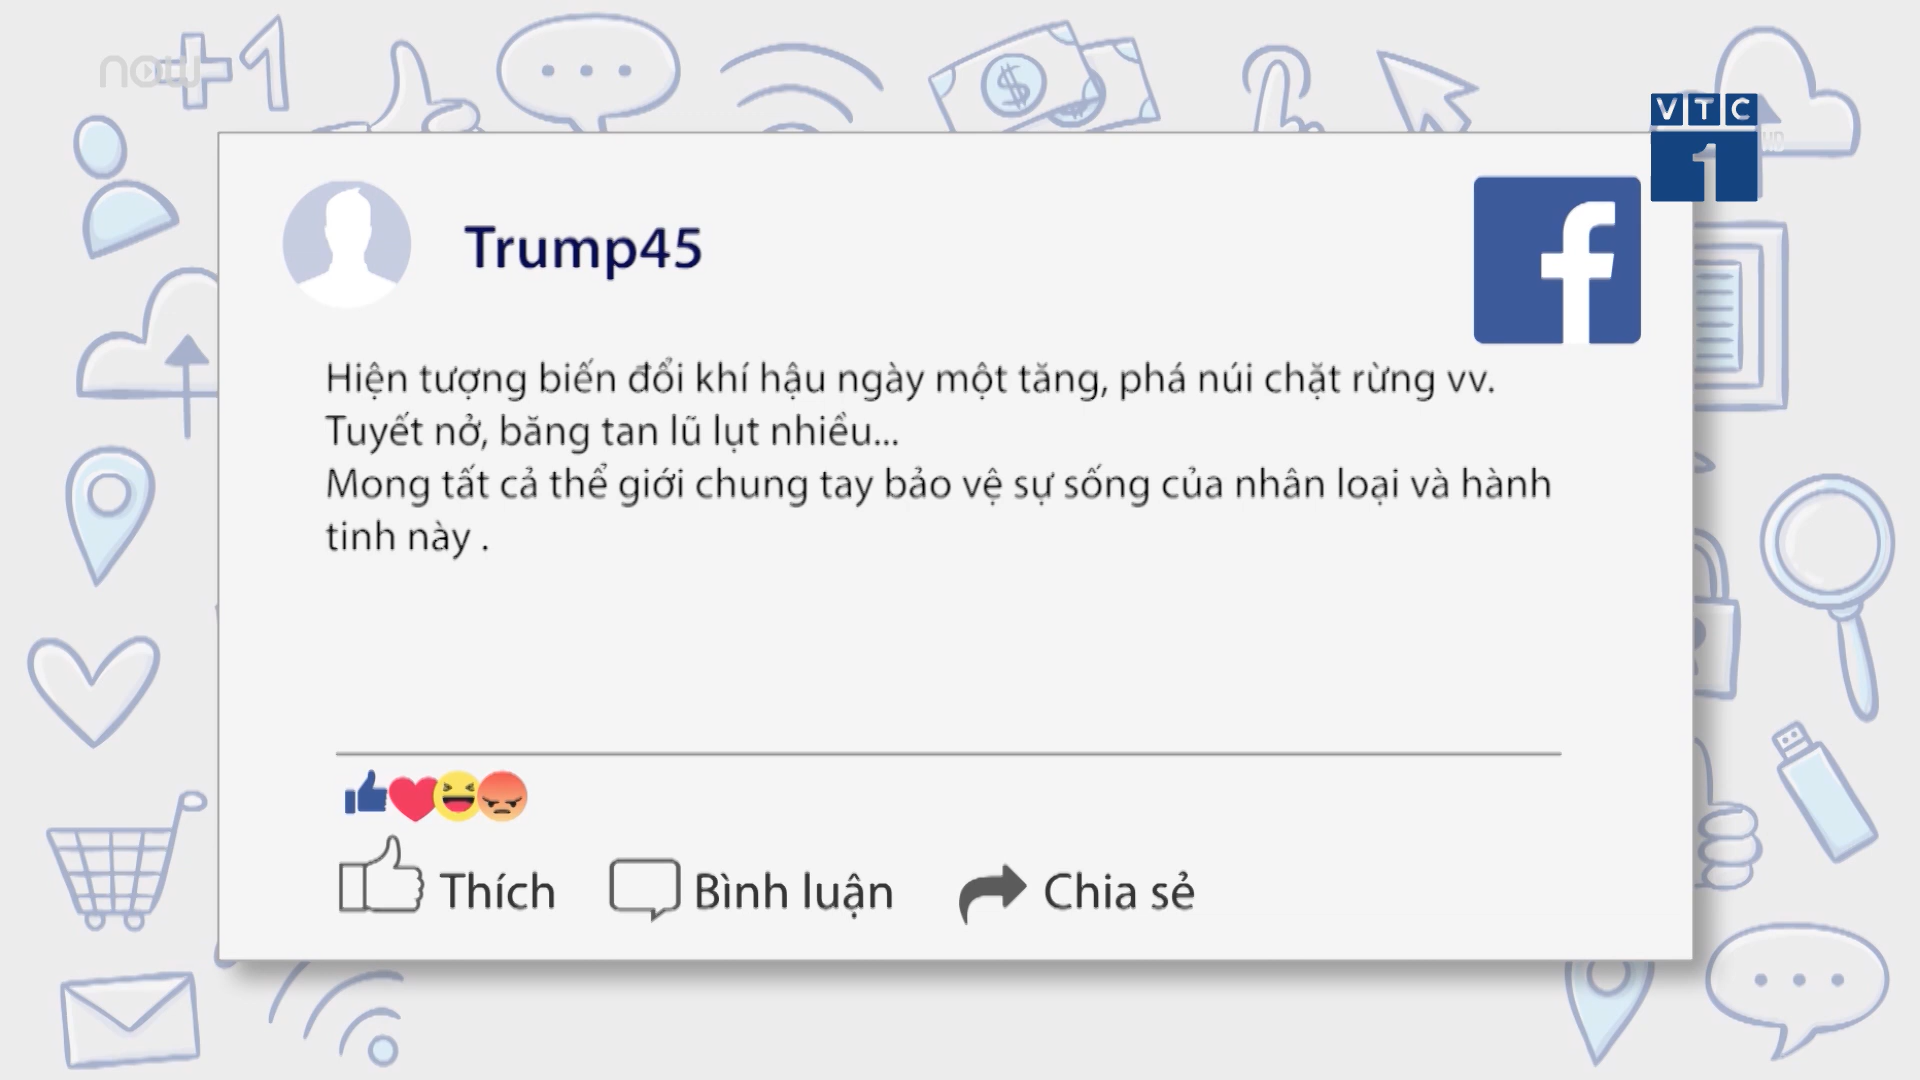 now
+1
VTC
1
HD
Trump45
f
Hiện tượng biến đổi khí hậu ngày một tăng, phá núi chặt rừng vv.
Tuyết nở, băng tan lũ lụt nhiều...
Mong tất cả thể giới chung tay bảo vệ sự sống của nhân loại và hành
tinh này .
Thích
Bình luận
Chia sẻ